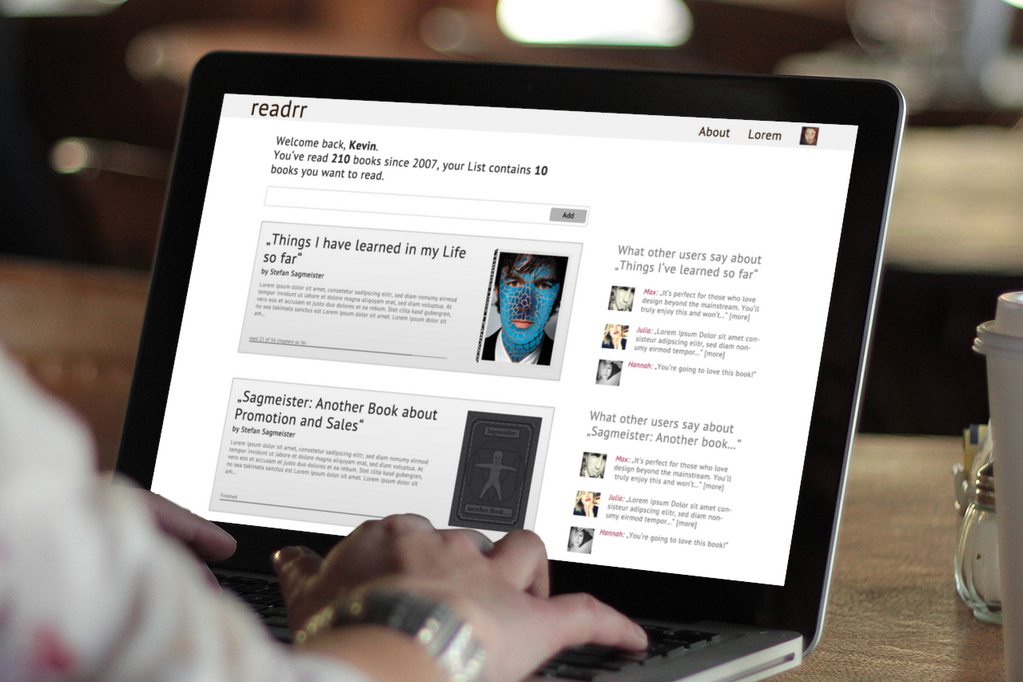 readrr
About Lorem
Welcome back, Kevin.
You've read 210 books since 2007, your List contains 10
books you want to read.
Add
„Things I have learned in my Life
so far“
by Stefan Sagmeister
Lorem ipsum dolor sit amet, consetetur sadipscing elitr, sed diam nonumy eirmod
tempor invidunt ut labore et dolore magna aliquyam erat, sed diam voluptua. At
vero eos et accusam et justo duo dolores et ea rebum. Stet clita kasd gubergren,
no sea takimata sanctus est Lorem ipsum dolor sit amet. Lorem ipsum dolor sit
am...
read 21 of 56 chapters so far
What other users say about
„Things I've learned so far“
Max: „It's perfect for those who love
design beyond the mainstream. You'll
truly enjoy this and won't...“ [more]
Julia: „Lorem Ipsum Dolor sit amet con-
sisteur adipscing elitr, sed diam non-
umy eirmod tempor...“ [more]
Hannah: „You're going to love this book!“
„Sagmeister: Another Book about
Promotion and Sales“
by Stefan Sagmeister
Lorem ipsum dolor sit amet, consetetur sadipscing elitr, sed diam nonumy eirmod
tempor invidunt ut labore et dolore magna aliquyam erat, sed diam voluptua. At
vero eos et accusam et justo duo dolores et ea rebum. Stet clita kasd gubergren,
no sea takimata sanctus est Lorem ipsum dolor sit amet. Lorem ipsum dolor sit
am...
Finished
Sagmeister
Another Book...
What other users say about
„Sagmeister: Another book...“
Max: „It's perfect for those who love
design beyond the mainstream. You'll
truly enjoy this and won't...“ [more]
Julia: „Lorem Ipsum Dolor sit amet con-
sisteur adipscing elitr, sed diam non-
umy eirmod tempor...“ [more]
Hannah: „You're going to love this book!“